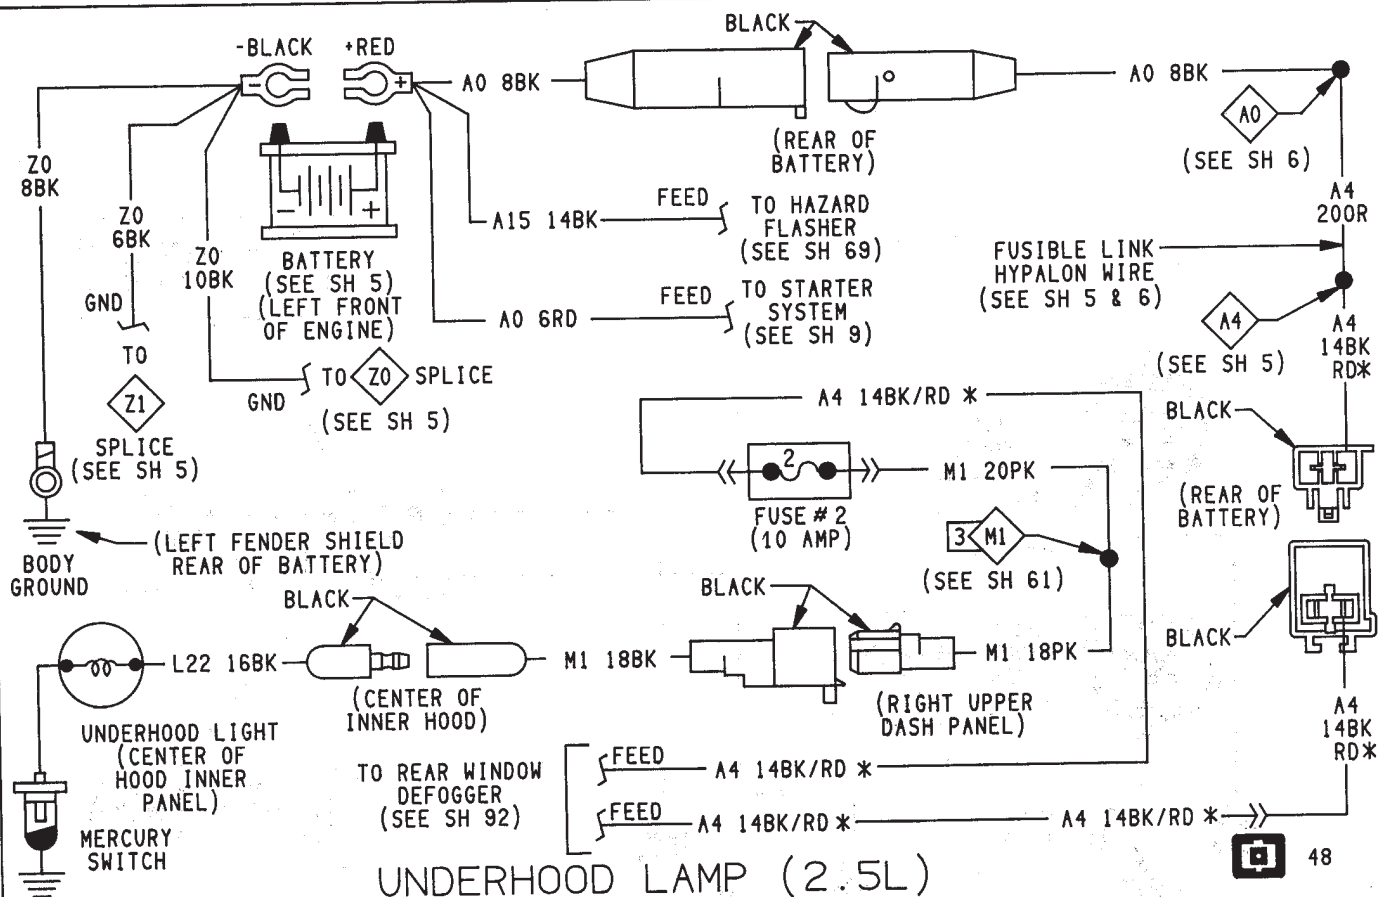 -BLACK +RED
BLACK
A0 8BK
A0 8BK
- +
(REAR OF
BATTERY)
A0
(SEE SH 6)
Z0
8BK
Z0
6BK
Z0
10BK
- +
BATTERY
(SEE SH 5)
(LEFT FRONT
OF ENGINE)
A15 14BK
FEED
TO HAZARD
FLASHER
(SEE SH 69)
A0 6RD
FEED
TO STARTER
SYSTEM
(SEE SH 9)
A4
20OR
FUSIBLE LINK
HYPALON WIRE
(SEE SH 5 & 6)
A4
(SEE SH 5)
A4
14BK
RD*
GND
TO
Z1
SPLICE
(SEE SH 5)
GND
TO Z0 SPLICE
(SEE SH 5)
A4 14BK/RD *
BLACK
2
FUSE #2
(10 AMP)
M1 20PK
3 M1
(SEE SH 61)
(REAR OF
BATTERY)
BODY
GROUND
(LEFT FENDER SHIELD
REAR OF BATTERY)
BLACK
BLACK
BLACK
L22 16BK
(CENTER OF
INNER HOOD)
M1 18BK
M1 18PK
(RIGHT UPPER
DASH PANEL)
A4
14BK
RD*
UNDERHOOD LIGHT
(CENTER OF
HOOD INNER
PANEL)
MERCURY
SWITCH
TO REAR WINDOW
DEFOGGER
(SEE SH 92)
FEED
A4 14BK/RD *
FEED
A4 14BK/RD *
A4 14BK/RD *
48
UNDERHOOD LAMP (2.5L)